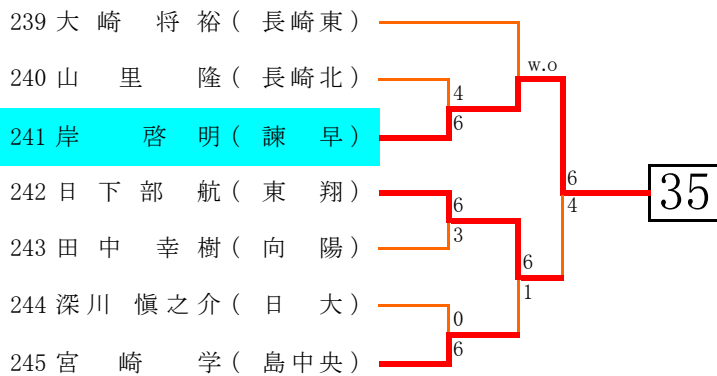 239 大崎 将裕 ( 長崎東 )
w.o
240 山里 隆 ( 長崎北 )
4
6
241 岸 啓明 ( 諫早 )
6
35
4
242 日下部 航 ( 東翔 )
6
3
243 田中 幸樹 ( 向陽 )
6
1
244 深川 愼之介 ( 日大 )
0
6
245 宮崎 学 ( 島中央 )